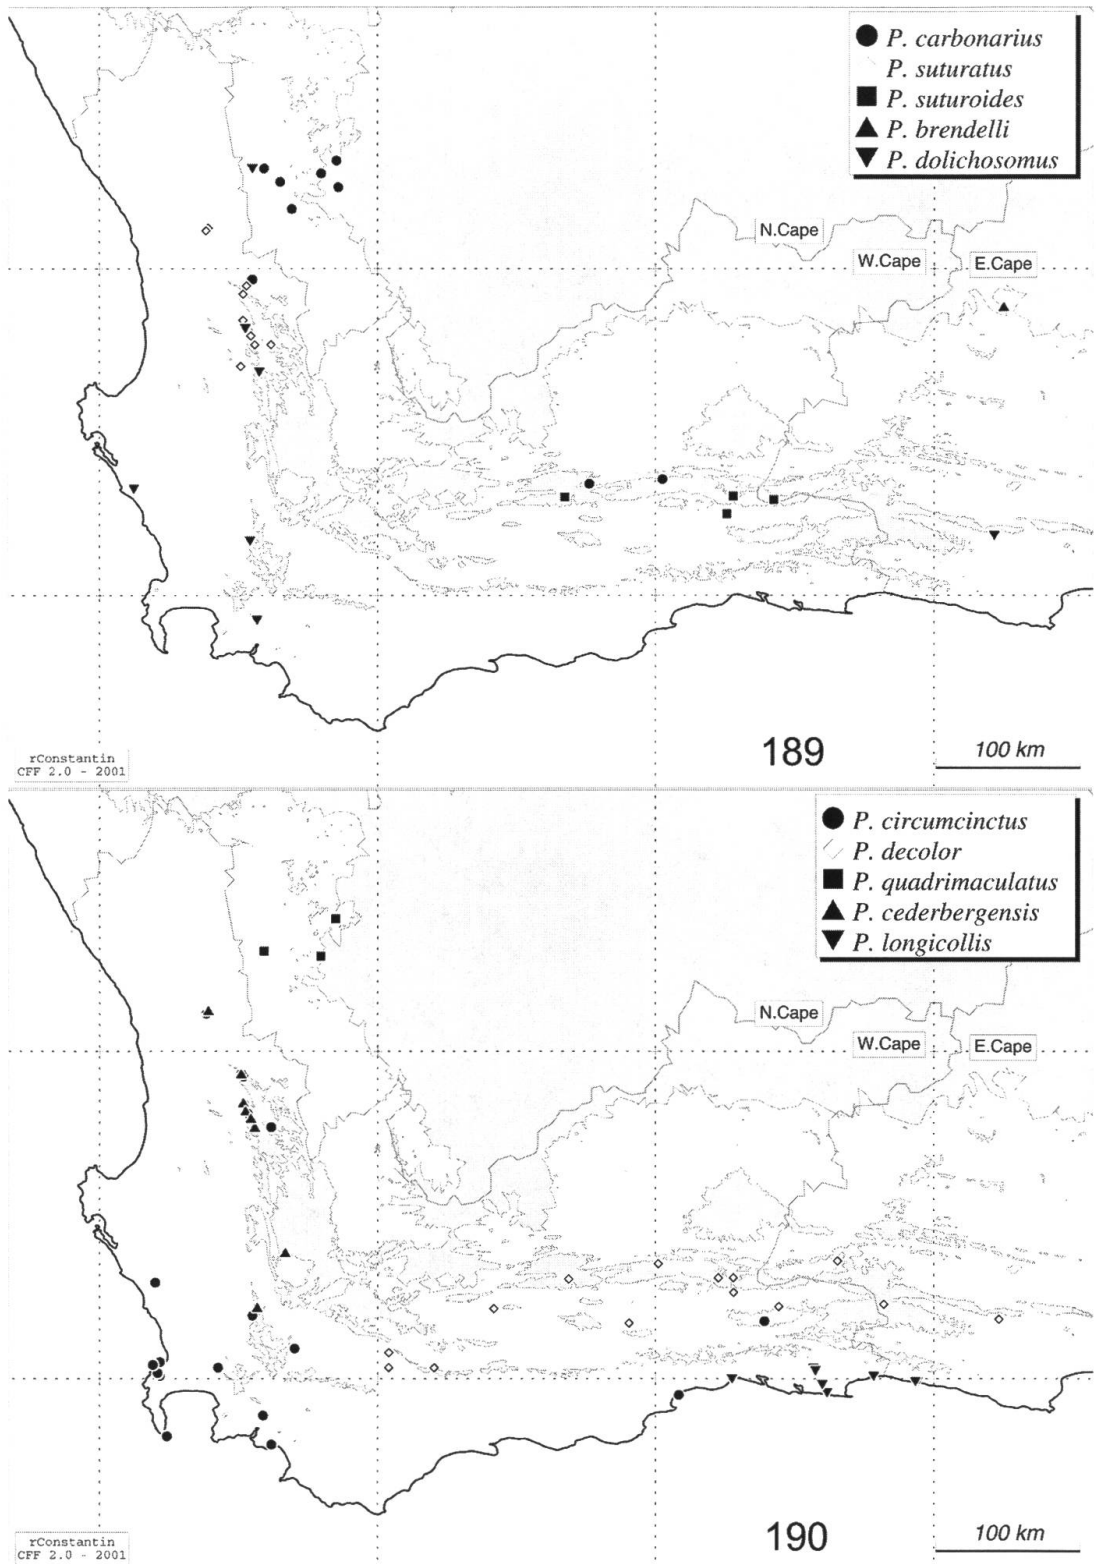 P. carbonarius
P. suturatus
P. suturoides
P. brendelli
P. dolichosomus
N.Cape
W.Cape
E.Cape
189
100 km
rConstantin
CFF 2.0 - 2001
P. circumcinctus
P. decolor
P. quadrimaculatus
P. cederbergensis
P. longicollis
N.Cape
W.Cape
E.Cape
190
100 km
rConstantin
CFF 2.0 - 2001